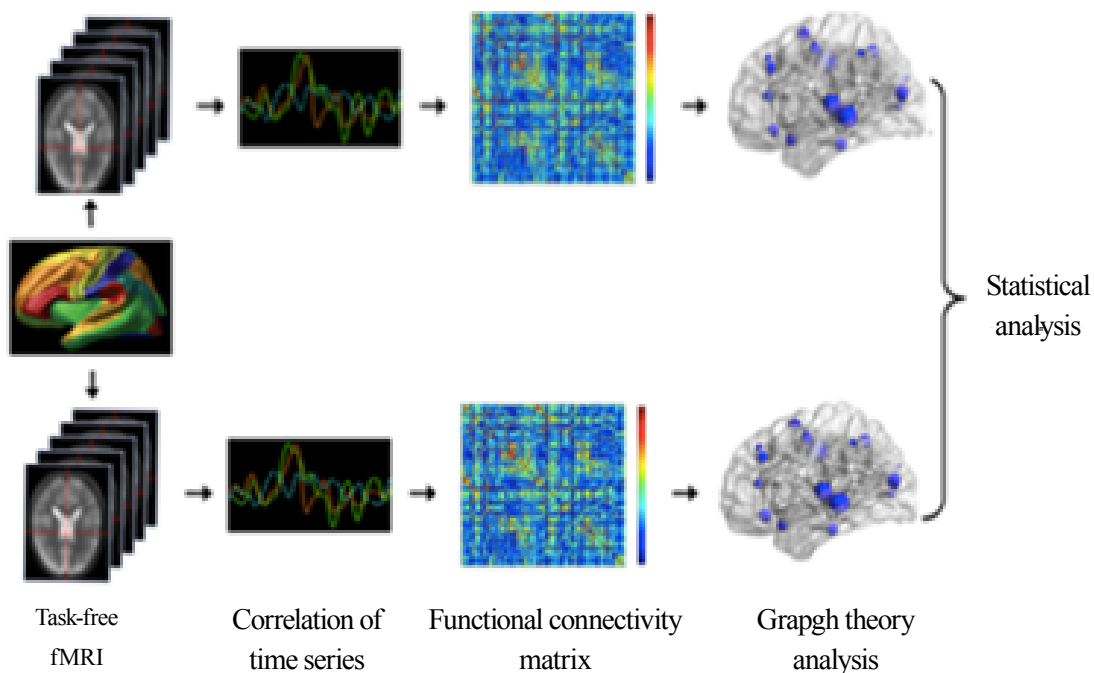 Statistical
analysis
Task-free
fMRI
Correlation of
time series
Functional connectivity
matrix
Grapgh theory
analysis